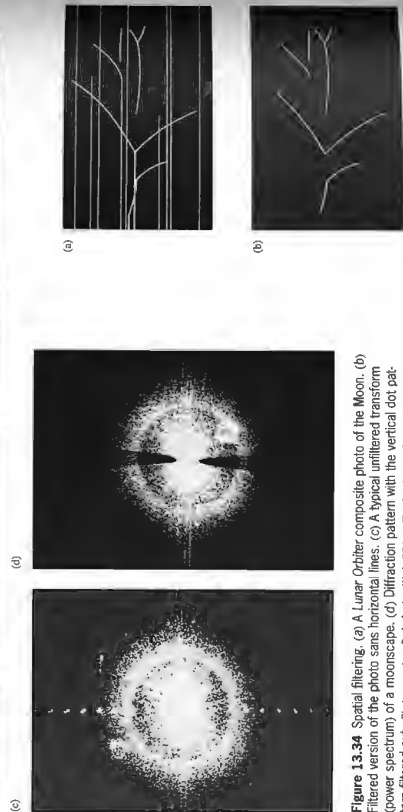 (a)
(b)
(c)
(d)
Figure 13.34 Spatial filtering. (a) A Lunar Orbiter composite photo of the Moon. (b)
Filtered version of the photo sans horizontal lines. (c) A typical unfiltered transform
(power spectrum) of a moonscape. (d) Diffraction pattern with the vertical dot pat-